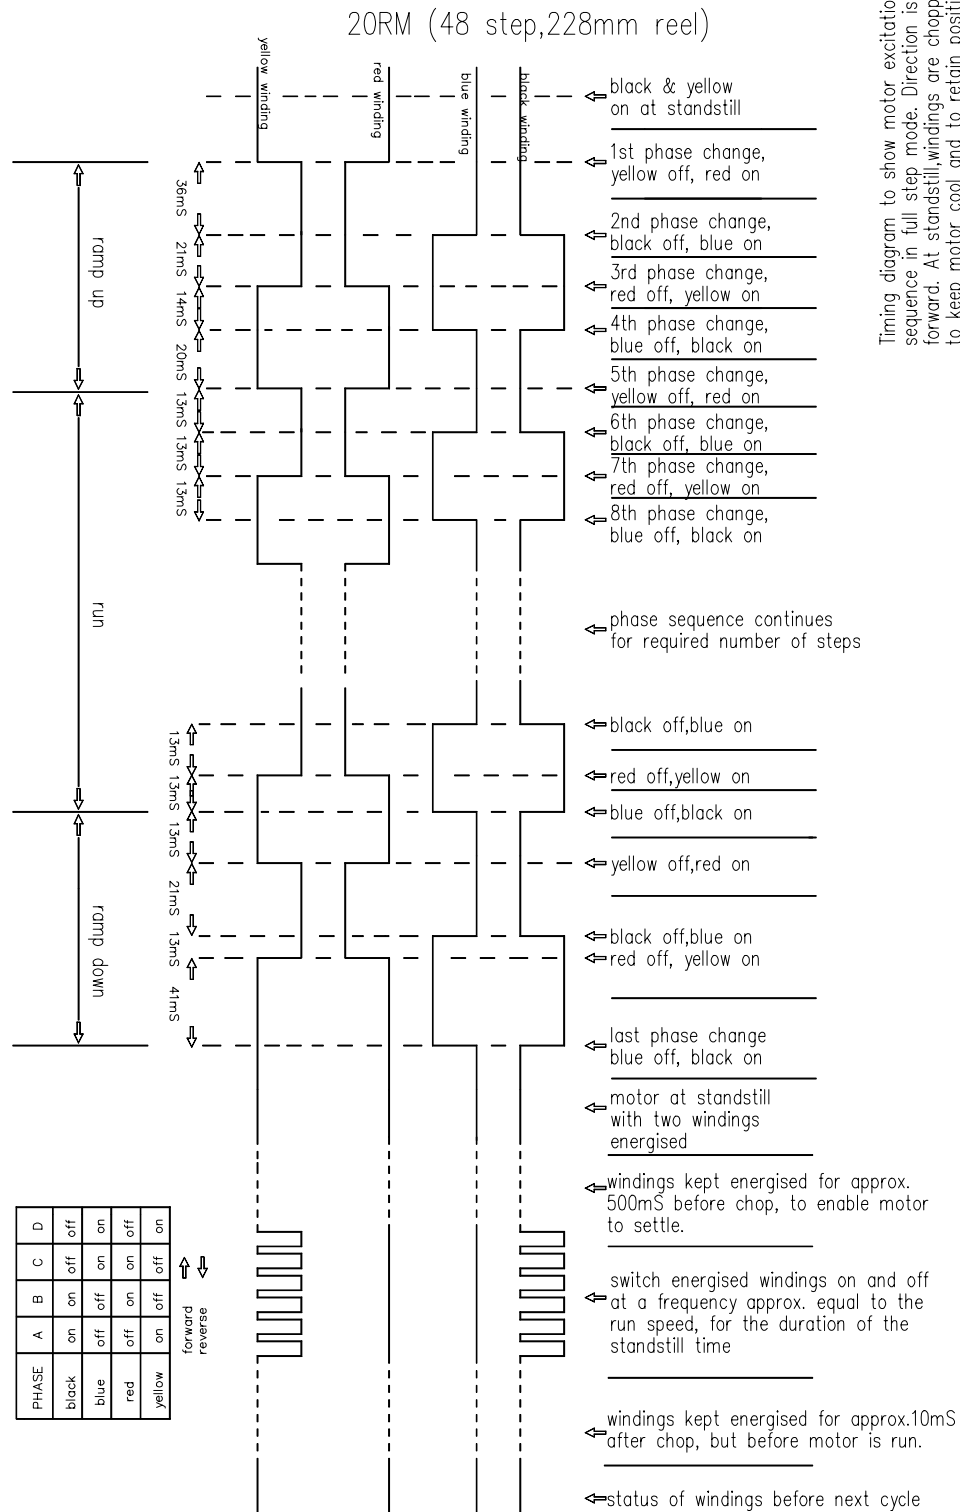 20RM (48 step,228mm reel)
Timing diagram to show motor excitatio
sequence in full step mode. Direction is
forward. At standstill,windings are chopp
to keep motor cool and to retain positi
yellow winding
red winding
blue winding
black winding
black & yellow
on at standstill
1st phase change,
yellow off, red on
2nd phase change,
black off, blue on
3rd phase change,
red off, yellow on
4th phase change,
blue off, black on
5th phase change,
yellow off, red on
6th phase change,
black off, blue on
7th phase change,
red off, yellow on
8th phase change,
blue off, black on
phase sequence continues
for required number of steps
black off,blue on
red off,yellow on
blue off,black on
yellow off,red on
black off,blue on
red off, yellow on
last phase change
blue off, black on
motor at standstill
with two windings
energised
windings kept energised for approx.
500mS before chop, to enable motor
to settle.
switch energised windings on and off
at a frequency approx. equal to the
run speed, for the duration of the
standstill time
windings kept energised for approx.10mS
after chop, but before motor is run.
status of windings before next cycle
36mS
21mS
14mS
20mS
13mS
13mS
13mS
13mS
13mS
13mS
21mS
13mS
41mS
ramp up
run
ramp down
PHASE A B C D
black on on off off
blue off off on on
red off on on off
yellow on off off on
forward
reverse